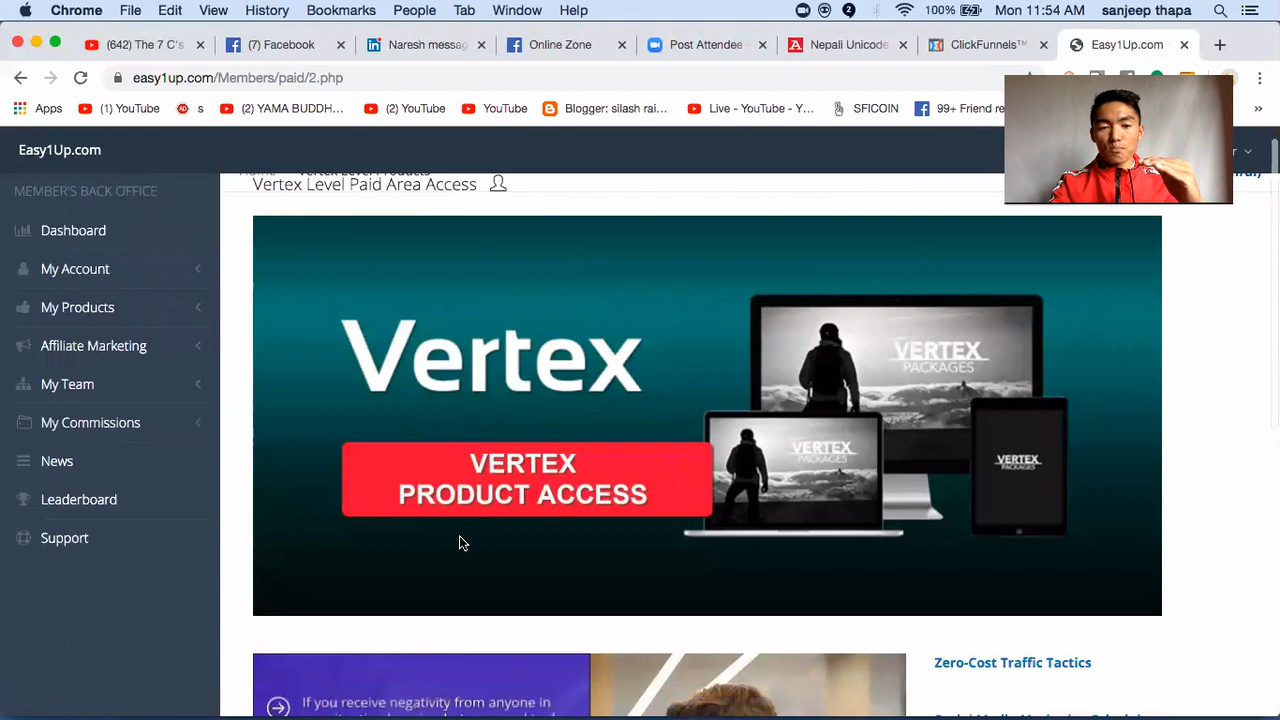 Chrome File Edit View History Bookmarks People Tab Window Help 2 100% Mon 11:54 AM sanjeep thapa
(642) The 7 C's (7) Facebook Naresh messag Online Zone Post Attendee - Nepali Unicode ClickFunnels™ Easy1Up.com
easy1up.com/Members/paid/2.php
Apps (1) YouTube s (2) YAMA BUDDH... (2) YouTube YouTube Blogger: silash rai... Live - YouTube - Y... SFICOIN 99+ Friend re
Easy1Up.com
MEMBER'S BACK OFFICE
Vertex Level Paid Area Access
Dashboard
My Account
My Products
Affiliate Marketing
My Team
My Commissions
News
Leaderboard
Support
Vertex
VERTEX
PRODUCT ACCESS
VERTEX
PACKAGES
VERTEX
PACKAGES
VERTEX
PACKAGES
If you receive negativity from anyone in
Zero-Cost Traffic Tactics